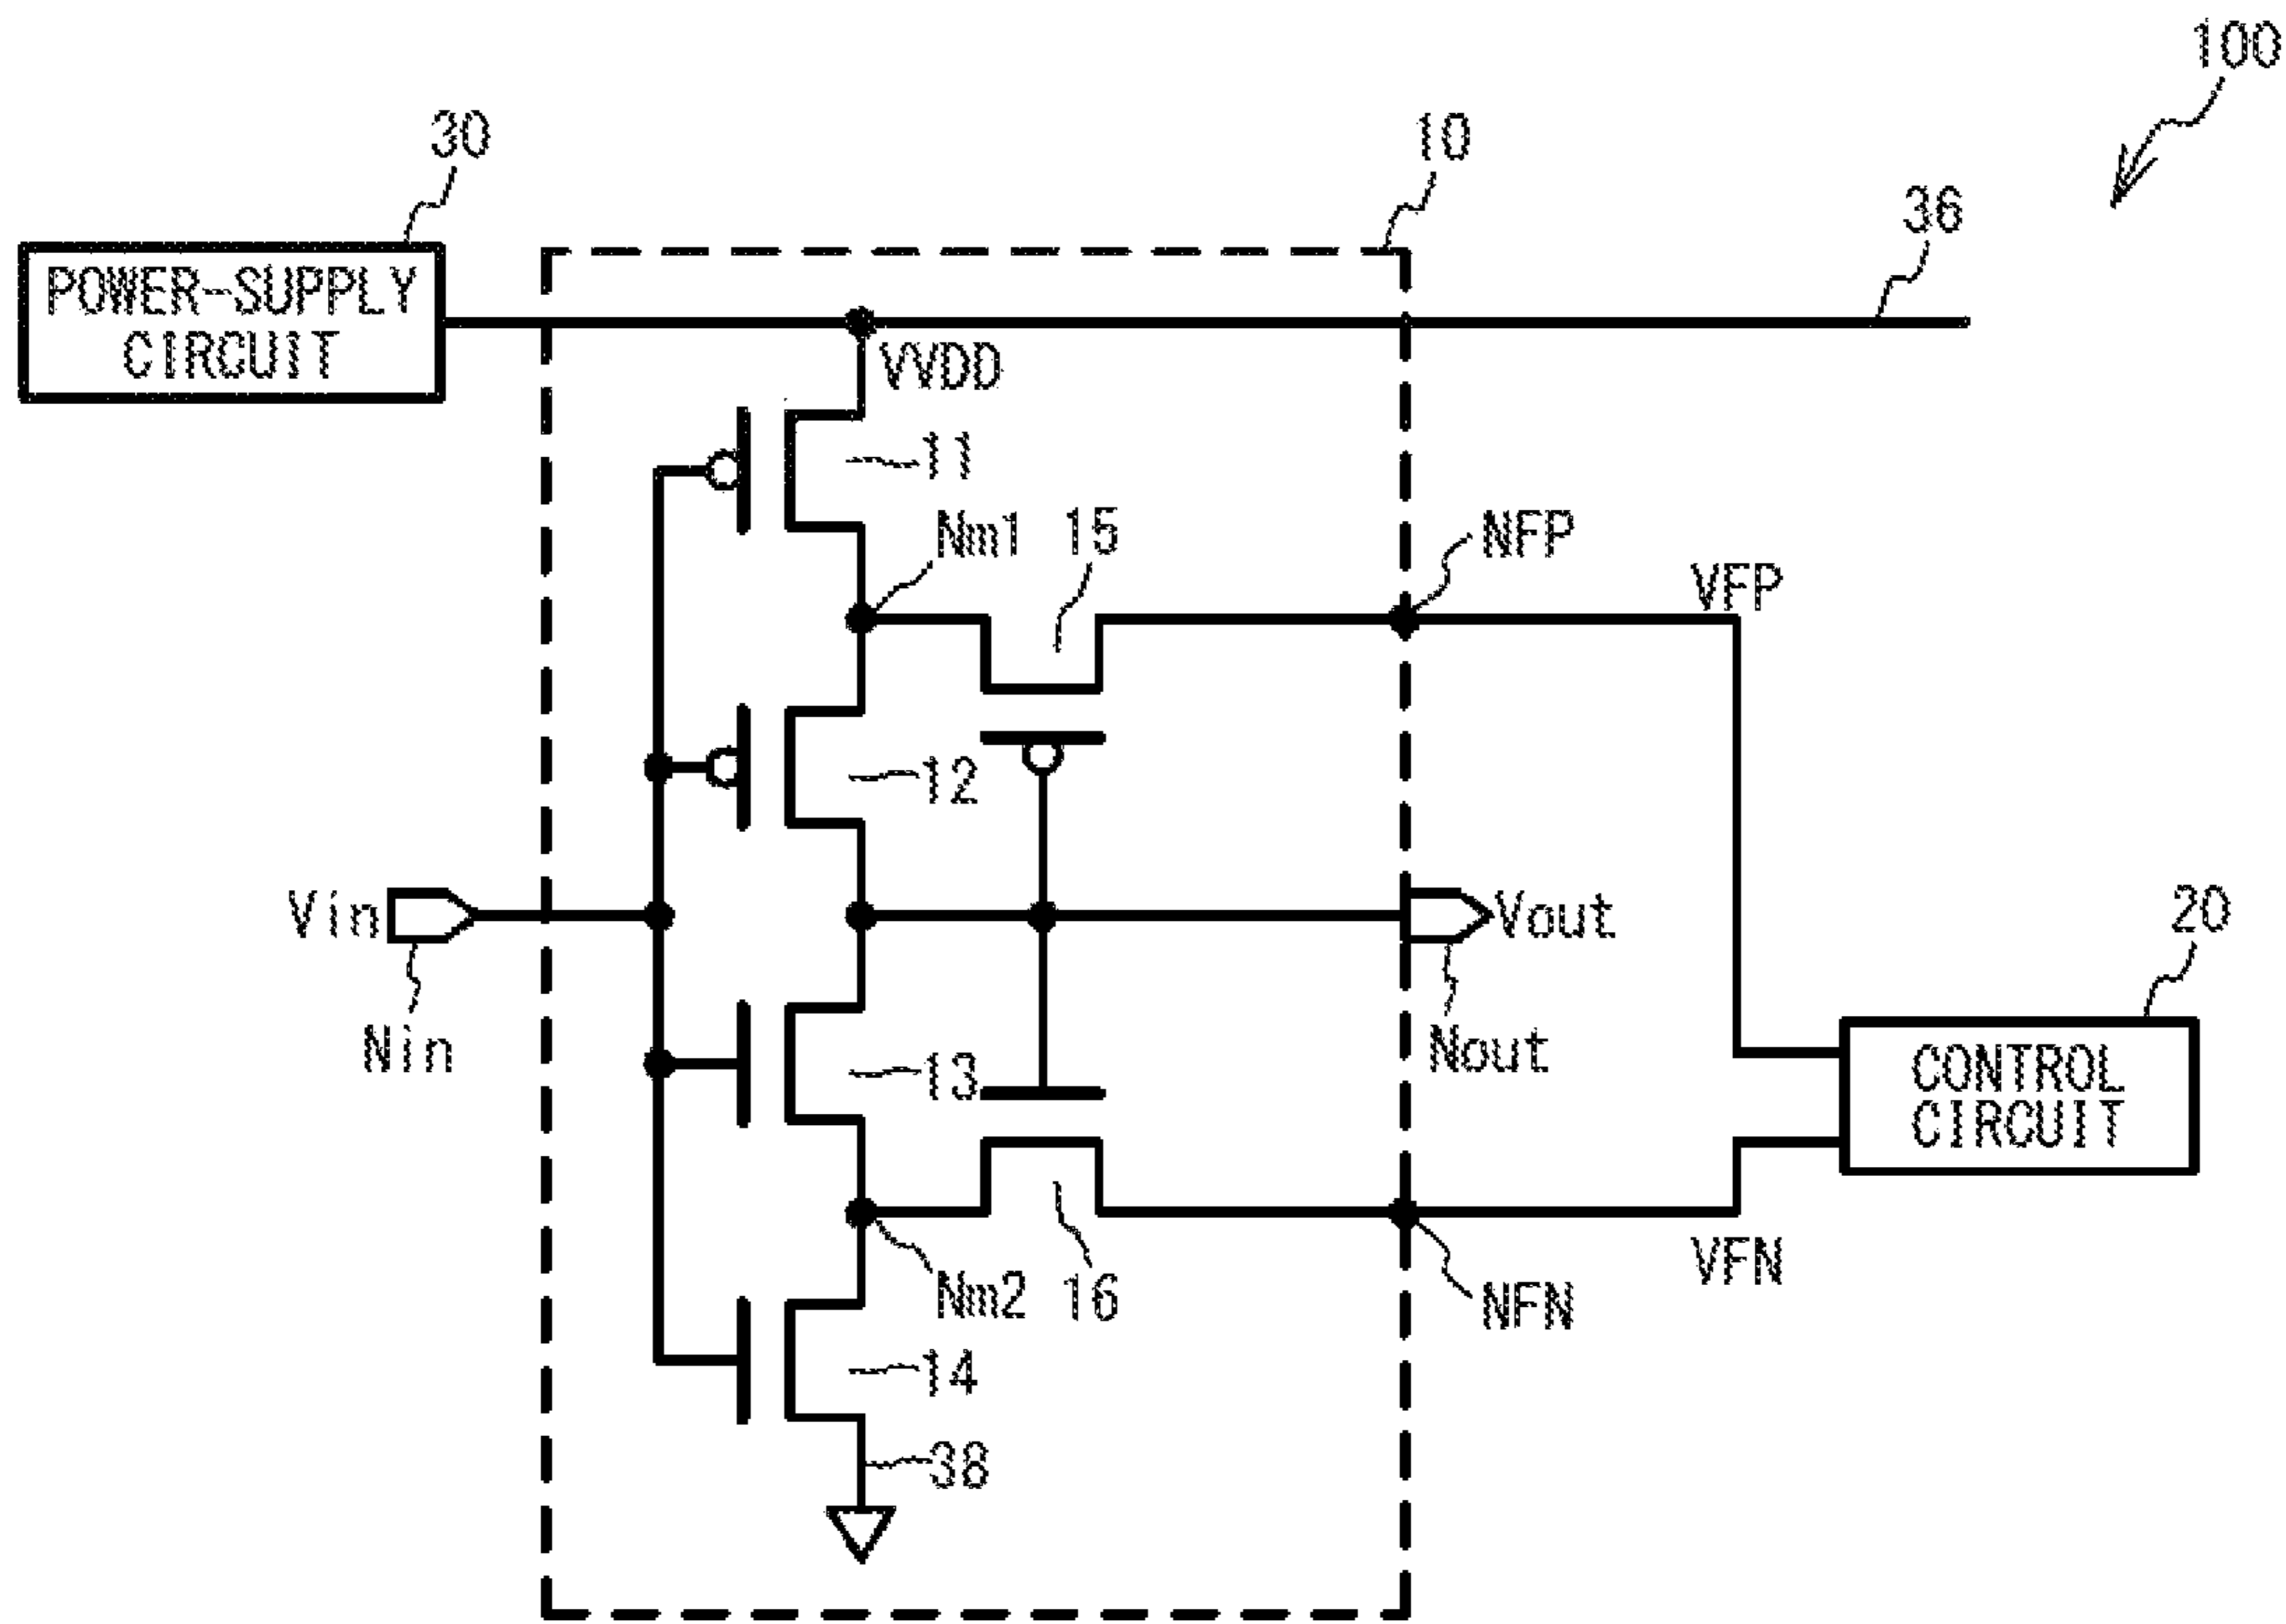 100
30
10
36
POWER-SUPPLY
CIRCUIT
VVDD
11
Nm1
15
NFP
VFP
12
Vin
Vout
20
Nin
13
Nout
CONTROL
CIRCUIT
Nm2
16
NFN
VFN
14
38